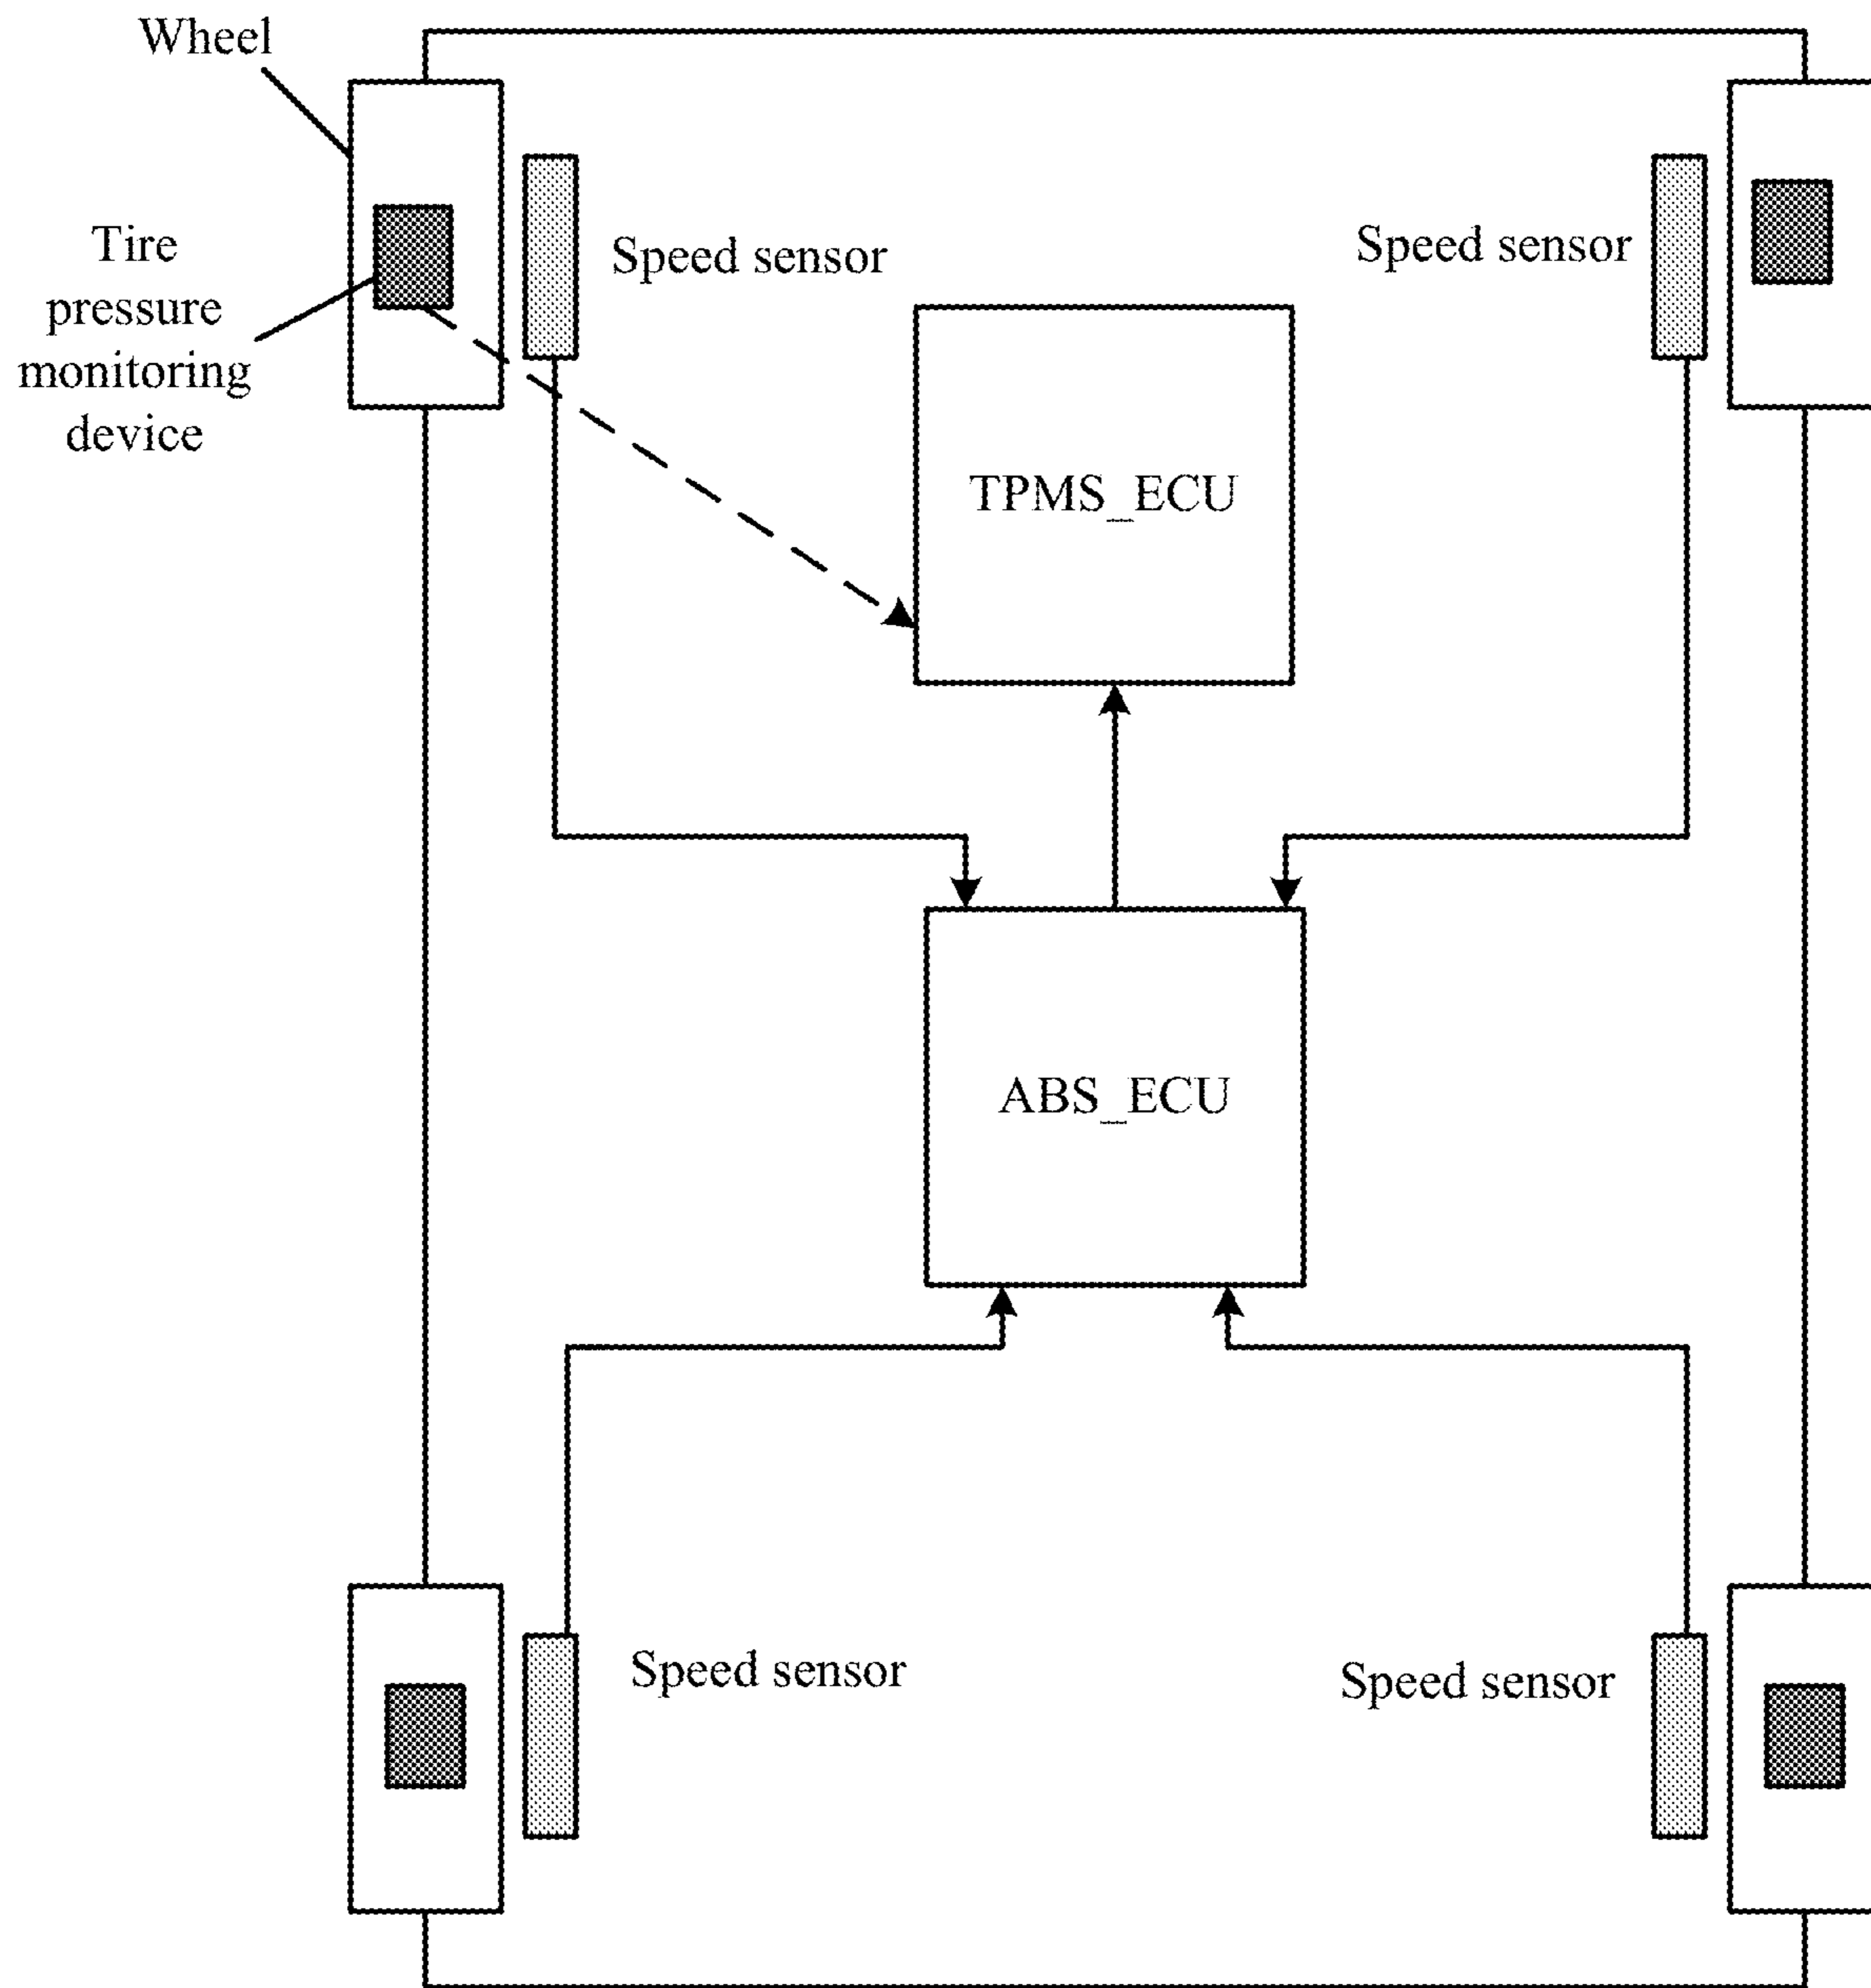 Wheel
Tire
pressure
monitoring
device
Speed sensor
Speed sensor
TPMS_ECU
ABS_ECU
Speed sensor
Speed sensor